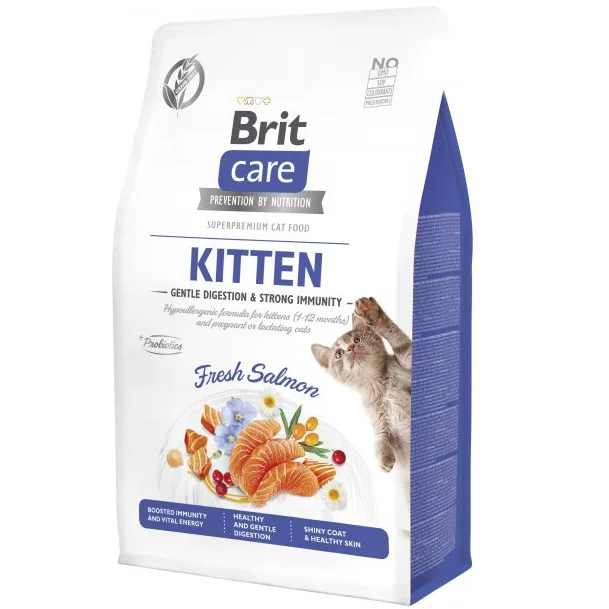 NO
GMO
SOY
COLOURANTS
PRESERVATIVES
Brit
care
PREVENTION BY NUTRITION
SUPERPREMIUM CAT FOOD
KITTEN
GENTLE DIGESTION & STRONG IMMUNITY
Hypoallergenic formula for kittens (1-12 months)
and pregnant or lactating cats
+Probiotics
Fresh Salmon
BOOSTED IMMUNITY
AND VITAL ENERGY
HEALTHY
AND GENTLE
DIGESTION
SHINY COAT
& HEALTHY SKIN